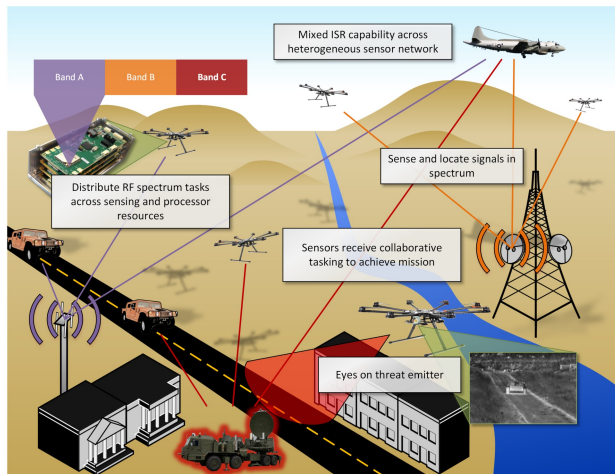 Mixed ISR capability across
heterogeneous sensor network
Band A
Band B
Band C
Sense and locate signals in
spectrum
Distribute RF spectrum tasks
across sensing and processor
resources
Sensors receive collaborative
tasking to achieve mission
Eyes on threat emitter